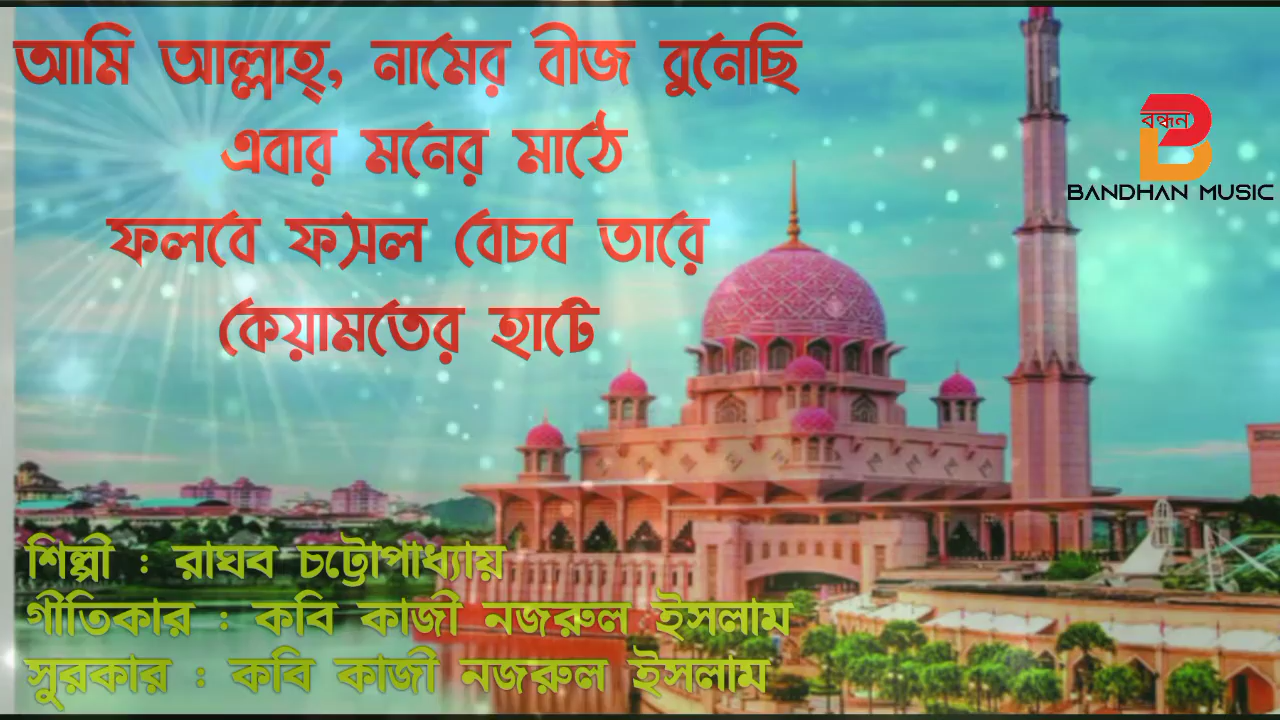 আমি আল্লাহ্, নামের বীজ বুনেছি
এবার মনের মাঠে
ফলবে ফসল বেচব তারে
কেয়ামতের হাটে
বন্ধন
BANDHAN MUSIC
শিল্পী : রাঘব চট্টোপাধ্যায়
গীতিকার : কবি কাজী নজরুল ইসলাম
সুরকার : কবি কাজী নজরুল ইসলাম